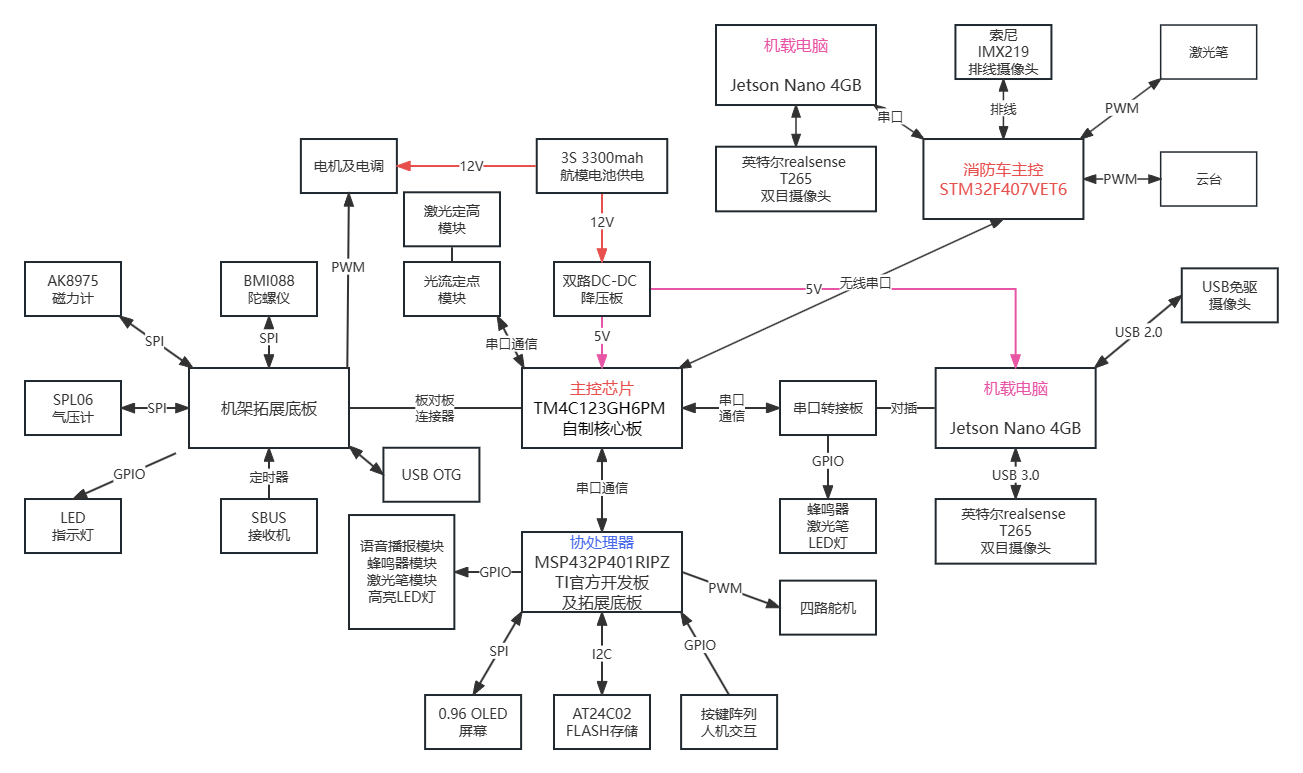 机载电脑
Jetson Nano 4GB
索尼
IMX219
排线摄像头
激光笔
串口
排线
PWM
电机及电调
12V
3S 3300mah
航模电池供电
英特尔realsense
T265
双目摄像头
消防车主控
STM32F407VET6
PWM
云台
激光定高
模块
12V
PWM
AK8975
磁力计
BMI088
陀螺仪
光流定点
模块
双路DC-DC
降压板
5V
无线串口
USB免驱
摄像头
SPI
SPI
串口通信
5V
USB 2.0
SPL06
气压计
SPI
机架拓展底板
板对板
连接器
主控芯片
TM4C123GH6PM
自制核心板
串口
通信
串口转接板
对插
机载电脑
Jetson Nano 4GB
GPIO
定时器
USB OTG
串口通信
GPIO
USB 3.0
LED
指示灯
SBUS
接收机
语音播报模块
蜂鸣器模块
激光笔模块
高亮LED灯
GPIO
协处理器
MSP432P401RIPZ
TI官方开发板
及拓展底板
蜂鸣器
激光笔
LED灯
英特尔realsense
T265
双目摄像头
PWM
四路舵机
SPI
I2C
GPIO
0.96 OLED
屏幕
AT24C02
FLASH存储
按键阵列
人机交互